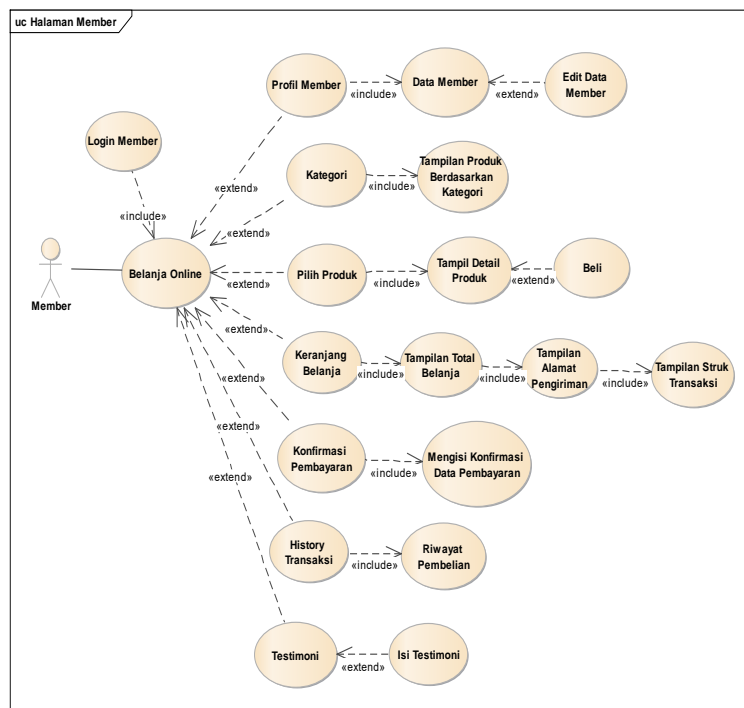 uc Halaman Member
Profil Member
«include»
Data Member
«extend»
Edit Data
Member
Login Member
«include»
«extend»
Kategori
«include»
Tampilan Produk
Berdasarkan
Kategori
«extend»
Member
Belanja Online
«extend»
Pilih Produk
«include»
Tampil Detail
Produk
«extend»
Beli
«extend»
Keranjang
Belanja
«include»
Tampilan Total
Belanja
«include»
Tampilan
Alamat
Pengiriman
«include»
Tampilan Struk
Transaksi
«extend»
Konfirmasi
Pembayaran
«include»
Mengisi Konfirmasi
Data Pembayaran
«extend»
History
Transaksi
«include»
Riwayat
Pembelian
«extend»
Testimoni
«extend»
Isi Testimoni